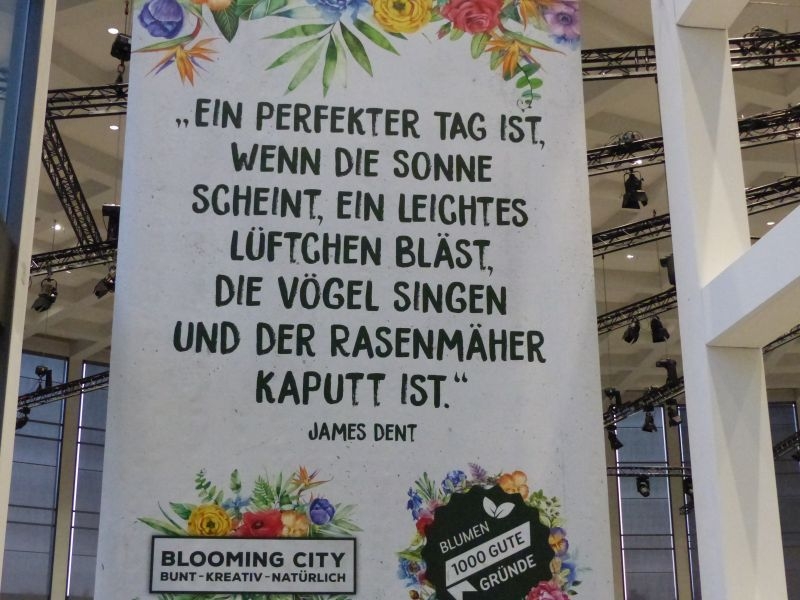 „EIN PERFEKTER TAG IST,
WENN DIE SONNE
SCHEINT, EIN LEICHTES
LÜFTCHEN BLÄST,
DIE VÖGEL SINGEN
UND DER RASENMÄHER
KAPUTT IST.“
JAMES DENT
BLOOMING CITY
BUNT-KREATIV-NATÜRLICH
BLUMEN
1000 GUTE
GRÜNDE